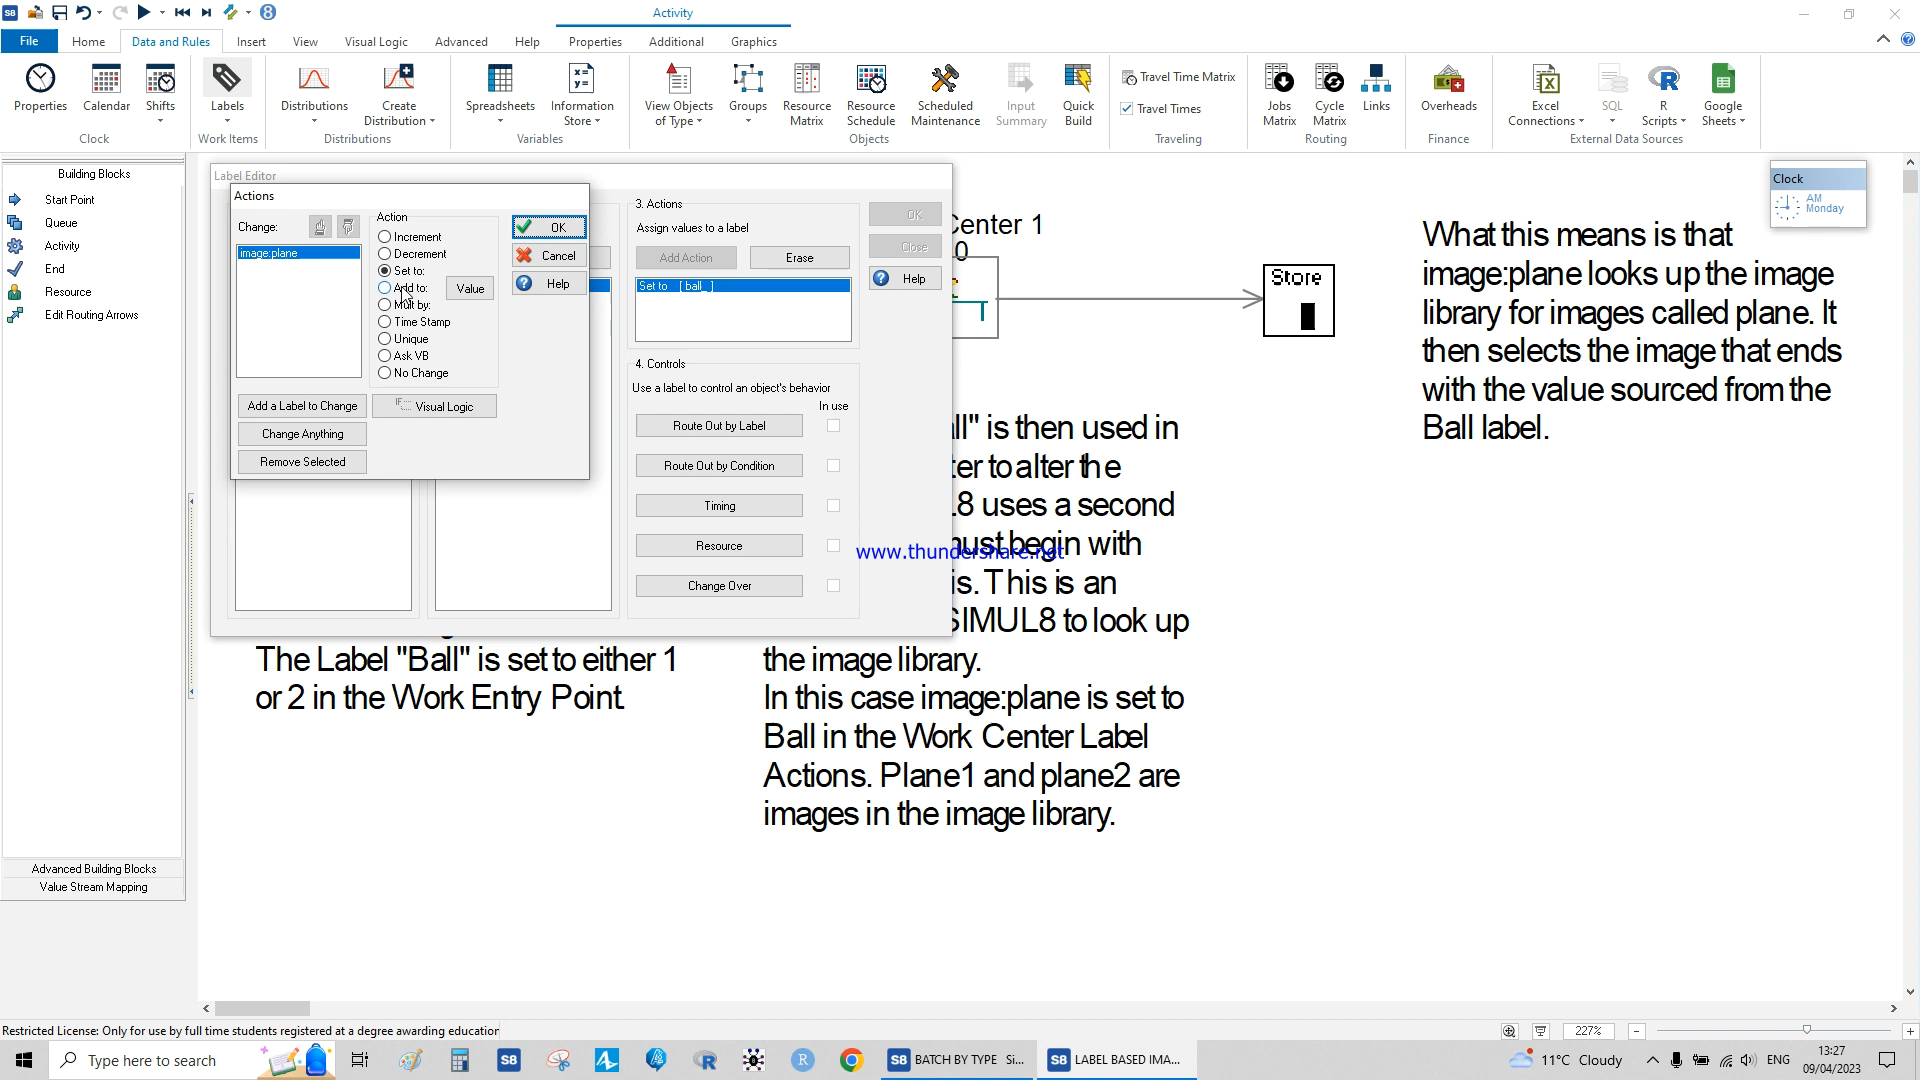 Activity
File Home Data and Rules Insert View Visual Logic Advanced Help Properties Additional Graphics
Properties Calendar Shifts Labels Distributions Create Distribution Spreadsheets Information Store View Objects of Type Groups Resource Matrix Resource Schedule Scheduled Maintenance Input Summary Quick Build Travel Time Matrix Travel Times Jobs Matrix Cycle Matrix Links Overheads Excel Connections SQL R Scripts Google Sheets
Clock Work Items Distributions Variables Objects Traveling Routing Finance External Data Sources
Building Blocks
Start Point
Queue
Activity
End
Resource
Edit Routing Arrows
Advanced Building Blocks
Value Stream Mapping
Label Editor
Actions
Change:
image:plane
Action
Increment
Decrement
Set to:
Add to:
Mult by:
Time Stamp
Unique
Ask VB
No Change
Value
OK
Cancel
Help
Add a Label to Change
Visual Logic
Change Anything
Remove Selected
3. Actions
Assign values to a label
Add Action Erase
Set to [ ball_ ]
4. Controls
Use a label to control an object's behavior
In use
Route Out by Label
Route Out by Condition
Timing
Resource
Change Over
OK
Close
Help
Center 1
0
Store
Clock
AM
Monday
What this means is that
image:plane looks up the image
library for images called plane. It
then selects the image that ends
with the value sourced from the
Ball label.
all" is then used in
ter to alter the
L8 uses a second
must begin with
is. This is an
SIMUL8 to look up
the image library.
In this case image:plane is set to
Ball in the Work Center Label
Actions. Plane1 and plane2 are
images in the image library.
www.thundershare.net
The Label "Ball" is set to either 1
or 2 in the Work Entry Point.
Restricted License: Only for use by full time students registered at a degree awarding education
227%
Type here to search
S8 BATCH BY TYPE Si...
S8 LABEL BASED IMA...
11°C Cloudy
ENG
13:27
09/04/2023